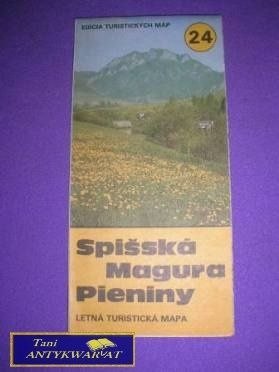 EDÍCIA TURISTICKÝCH MÁP
24
Spišská
Magura
Pieniny
LETNÁ TURISTICKÁ MAPA
Tani
ANTYKWARIAT